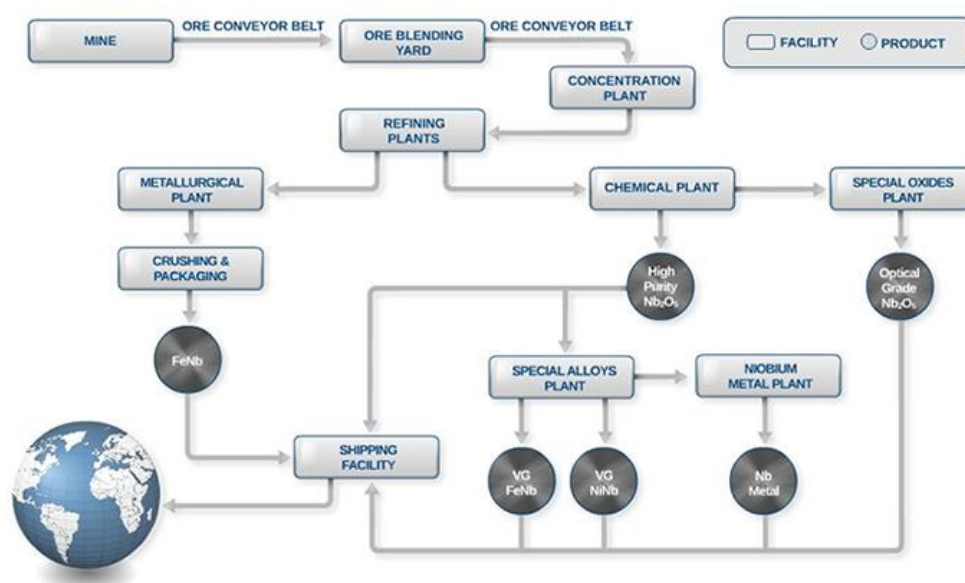 MINE
ORE CONVEYOR BELT
ORE BLENDING
YARD
ORE CONVEYOR BELT
FACILITY
PRODUCT
CONCENTRATION
PLANT
REFINING
PLANTS
METALLURGICAL
PLANT
CHEMICAL PLANT
SPECIAL OXIDES
PLANT
CRUSHING &
PACKAGING
High
Purity
Nb₂O₅
Optical
Grade
Nb₂O₅
FeNb
SPECIAL ALLOYS
PLANT
NIOBIUM
METAL PLANT
SHIPPING
FACILITY
VG
FeNb
VG
NiNb
Nb
Metal